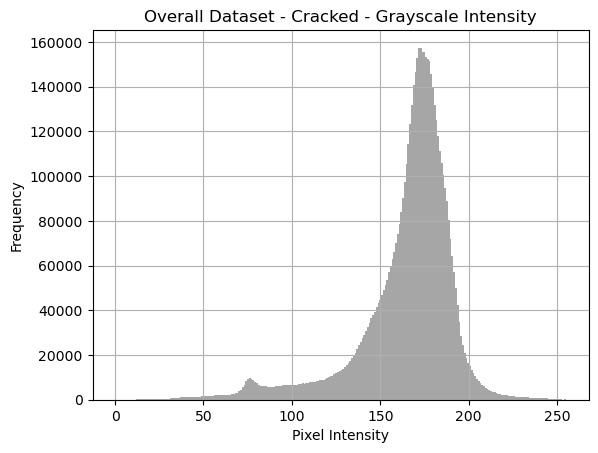 Overall Dataset - Cracked - Grayscale Intensity
160000
140000
120000
100000
80000
60000
40000
20000
0
Frequency
0 50 100 150 200 250
Pixel Intensity